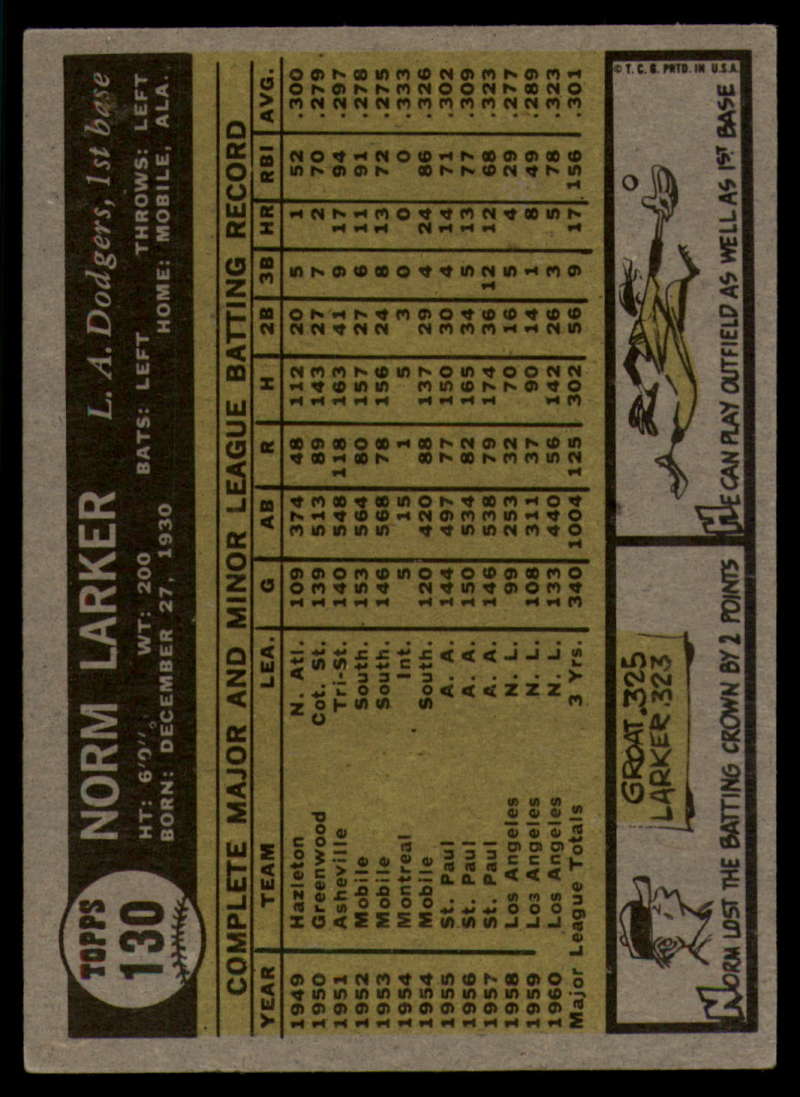 TOPPS
130
NORM LARKER L.A. Dodgers, 1st base
HT: 6'0" WT: 200 BATS: LEFT THROWS: LEFT
BORN: DECEMBER 27, 1930 HOME: MOBILE, ALA.
COMPLETE MAJOR AND MINOR LEAGUE BATTING RECORD
YEAR TEAM LEA. G AB R H 2B 3B HR RBI AVG.
1949 Hazleton N. Atl. 109 374 48 112 20 5 1 52 .300
1950 Greenwood Cot. St. 139 513 89 143 27 7 2 70 .279
1951 Asheville Tri-St. 140 548 118 163 41 9 17 94 .297
1952 Mobile South. 153 564 80 157 27 6 11 91 .278
1953 Mobile South. 146 568 78 156 24 8 13 72 .275
1954 Montreal Int. 5 15 1 5 3 0 0 0 .333
1954 Mobile South. 120 420 88 137 29 4 24 86 .326
1955 St. Paul A. A. 144 497 77 150 30 4 14 71 .302
1956 St. Paul A. A. 150 534 82 165 34 5 13 77 .309
1957 St. Paul A. A. 146 538 79 174 36 12 12 68 .323
1958 Los Angeles N. L. 99 253 32 70 16 5 4 29 .277
1959 Los Angeles N. L. 108 311 37 90 14 1 8 49 .289
1960 Los Angeles N. L. 133 440 56 142 26 3 5 78 .323
Major League Totals 3 Yrs. 340 1004 125 302 56 9 17 156 .301
GROAT .325
LARKER .323
NORM LOST THE BATTING CROWN BY 2 POINTS
© T. C. G. PRTD. IN U.S.A.
HE CAN PLAY OUTFIELD AS WELL AS 1ST BASE